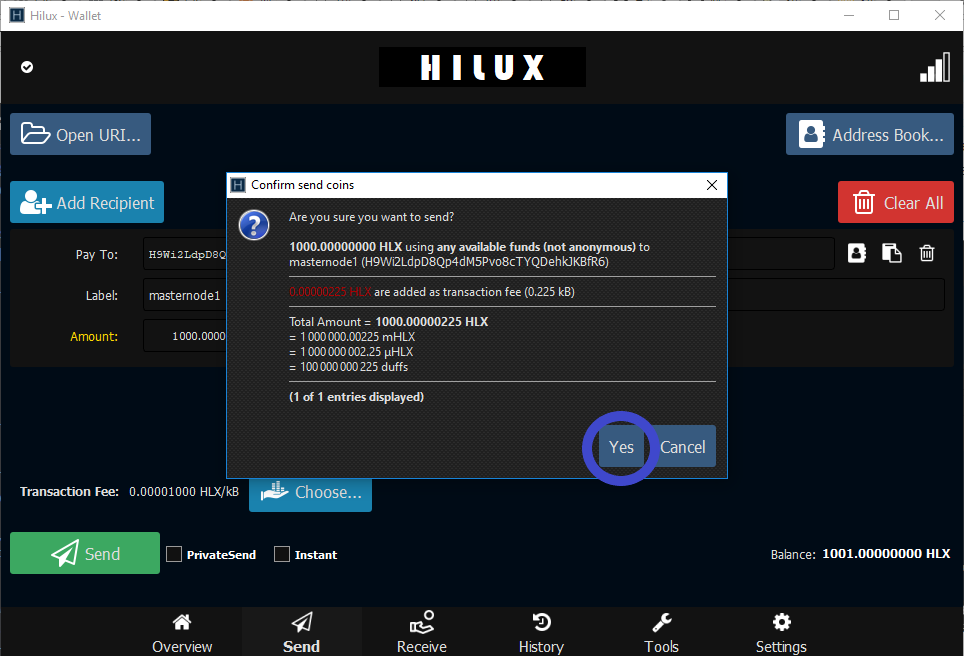 Hilux - Wallet
HILUX
Open URI...
Address Book...
Add Recipient
Clear All
Confirm send coins
Are you sure you want to send?
1000.00000000 HLX using any available funds (not anonymous) to
masternode1 (H9Wi2LdpD8Qp4dM5Pvo8cTYQDehkJKBfR6)
0.00000225 HLX are added as transaction fee (0.225 kB)
Total Amount = 1000.00000225 HLX
= 1 000 000.00225 mHLX
= 1 000 000 002.25 µHLX
= 100 000 000 225 duffs
(1 of 1 entries displayed)
Yes
Cancel
Pay To: H9Wi2LdpD8Q
Label: masternode1
Amount: 1000.0000
Transaction Fee: 0.00001000 HLX/kB
Choose...
Send
PrivateSend
Instant
Balance: 1001.00000000 HLX
Overview
Send
Receive
History
Tools
Settings